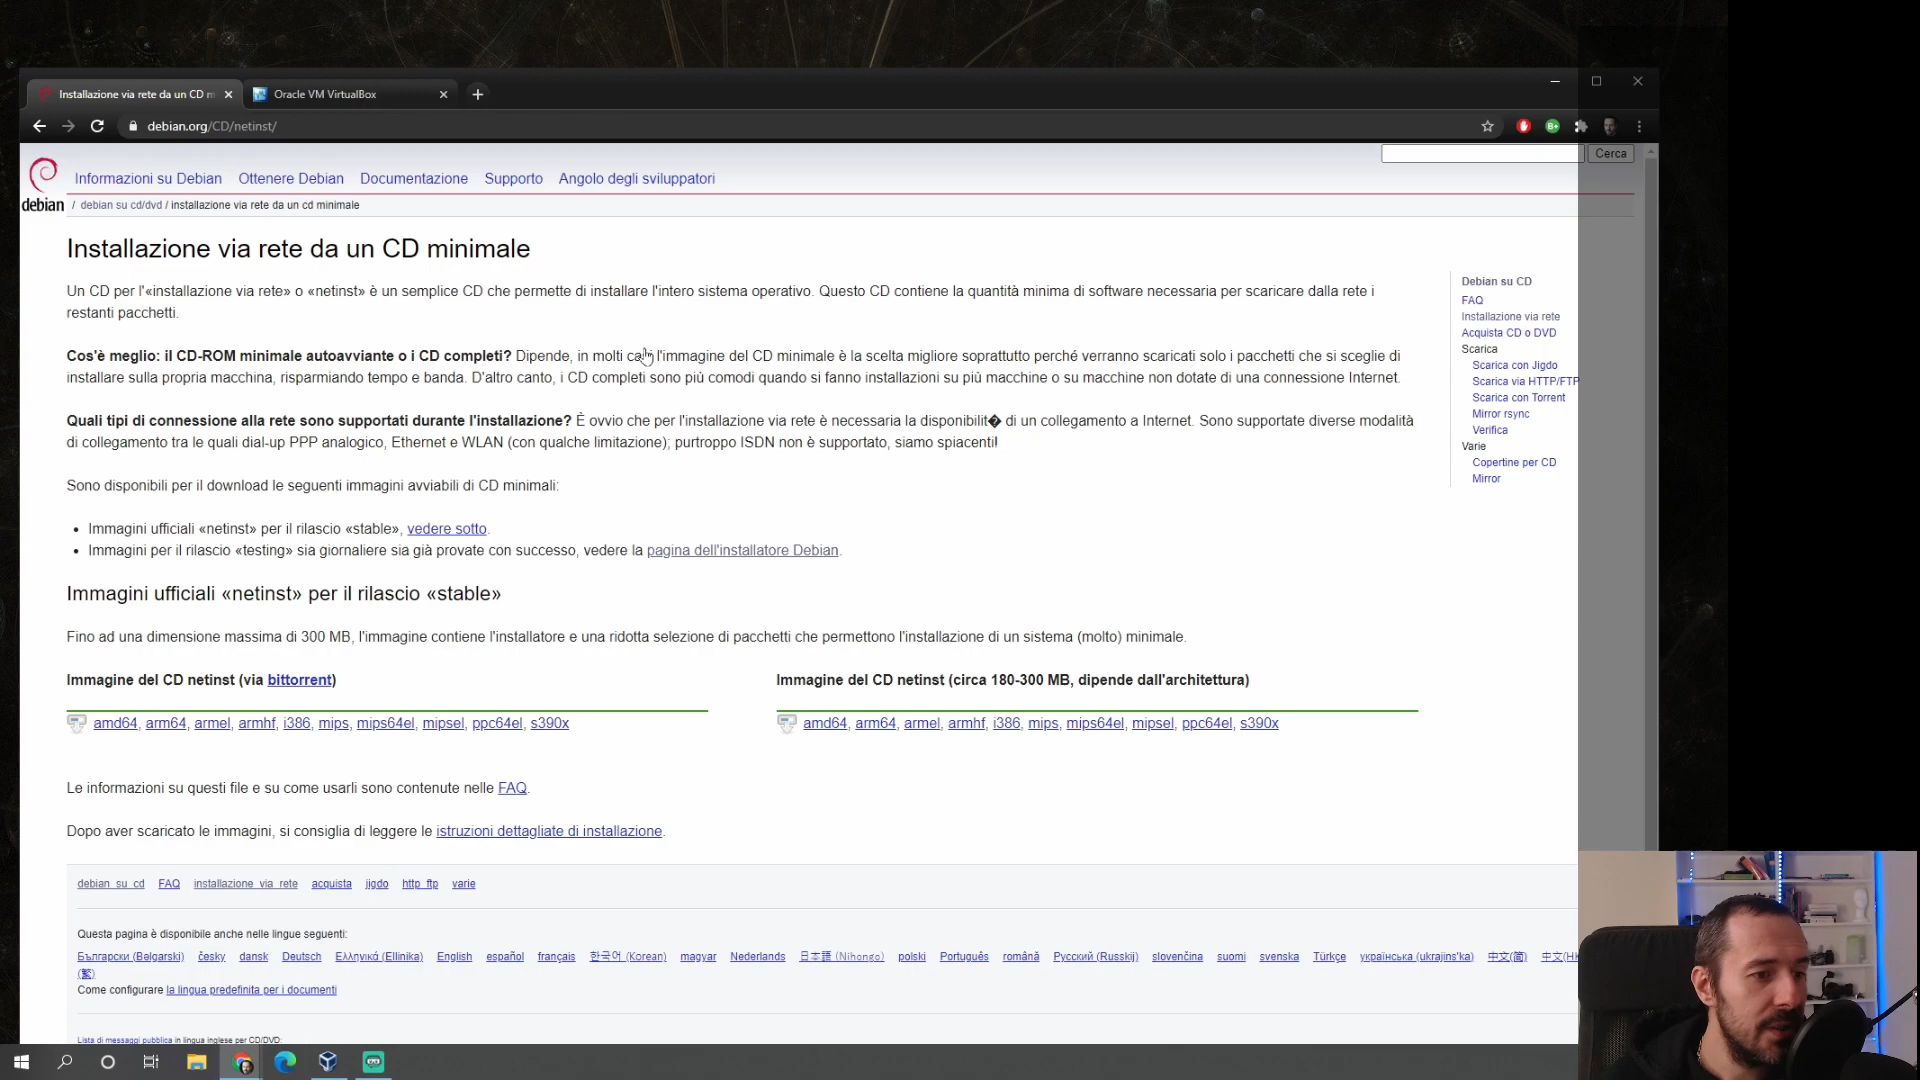 Installazione via rete da un CD m
Oracle VM VirtualBox
debian.org/CD/netinst/
Cerca
debian
Informazioni su Debian Ottenere Debian Documentazione Supporto Angolo degli sviluppatori
/ debian su cd/dvd / installazione via rete da un cd minimale
Installazione via rete da un CD minimale
Un CD per l'«installazione via rete» o «netinst» è un semplice CD che permette di installare l'intero sistema operativo. Questo CD contiene la quantità minima di software necessaria per scaricare dalla rete i
restanti pacchetti.
Cos'è meglio: il CD-ROM minimale autoavviante o i CD completi? Dipende, in molti l'immagine del CD minimale è la scelta migliore soprattutto perché verranno scaricati solo i pacchetti che si sceglie di
installare sulla propria macchina, risparmiando tempo e banda. D'altro canto, i CD completi sono più comodi quando si fanno installazioni su più macchine o su macchine non dotate di una connessione Internet.
Quali tipi di connessione alla rete sono supportati durante l'installazione? È ovvio che per l'installazione via rete è necessaria la disponibilit� di un collegamento a Internet. Sono supportate diverse modalità
di collegamento tra le quali dial-up PPP analogico, Ethernet e WLAN (con qualche limitazione); purtroppo ISDN non è supportato, siamo spiacenti!
Sono disponibili per il download le seguenti immagini avviabili di CD minimali:
• Immagini ufficiali «netinst» per il rilascio «stable», vedere sotto.
• Immagini per il rilascio «testing» sia giornaliere sia già provate con successo, vedere la pagina dell'installatore Debian.
Immagini ufficiali «netinst» per il rilascio «stable»
Fino ad una dimensione massima di 300 MB, l'immagine contiene l'installatore e una ridotta selezione di pacchetti che permettono l'installazione di un sistema (molto) minimale.
Immagine del CD netinst (via bittorrent)
amd64, arm64, armel, armhf, i386, mips, mips64el, mipsel, ppc64el, s390x
Immagine del CD netinst (circa 180-300 MB, dipende dall'architettura)
amd64, arm64, armel, armhf, i386, mips, mips64el, mipsel, ppc64el, s390x
Le informazioni su questi file e su come usarli sono contenute nelle FAQ.
Dopo aver scaricato le immagini, si consiglia di leggere le istruzioni dettagliate di installazione.
Debian su CD
FAQ
Installazione via rete
Acquista CD o DVD
Scarica
Scarica con Jigdo
Scarica via HTTP/FTP
Scarica con Torrent
Mirror rsync
Verifica
Varie
Copertine per CD
Mirror
debian su cd FAQ installazione via rete acquista jigdo http ftp varie
Questa pagina è disponibile anche nelle lingue seguenti:
Български (Belgarski) česky dansk Deutsch Ελληνικά (Ellinika) English español français 한국어 (Korean) magyar Nederlands 日本語 (Nihongo) polski Português română Русский (Russkij) slovenčina suomi svenska Türkçe українська (ukrajins'ka) 中文(简) 中文(HK)
(繁)
Come configurare la lingua predefinita per i documenti
Lista di messaggi pubblica in lingua inglese per CD/DVD: